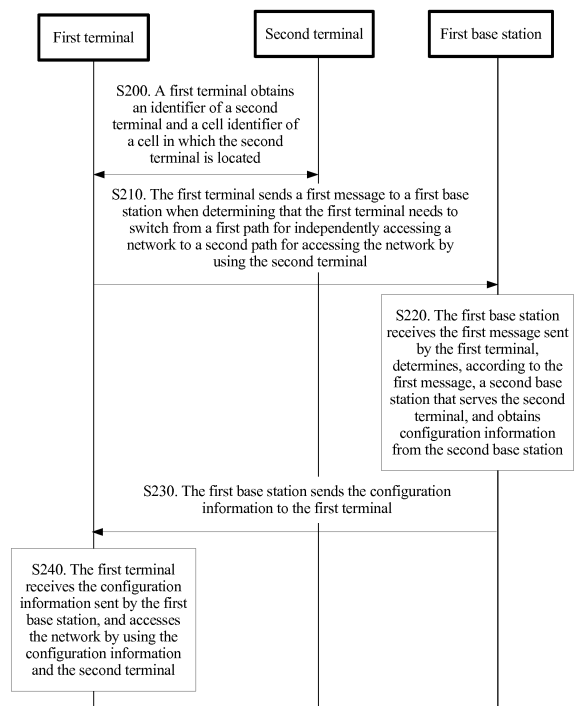 First terminal
Second terminal
First base station
S200. A first terminal obtains
an identifier of a second
terminal and a cell identifier of
a cell in which the second
terminal is located
S210. The first terminal sends a first message to a first base
station when determining that the first terminal needs to
switch from a first path for independently accessing a
network to a second path for accessing the network by
using the second terminal
S220. The first base station
receives the first message sent
by the first terminal,
determines, according to the
first message, a second base
station that serves the second
terminal, and obtains
configuration information
from the second base station
S230. The first base station sends the configuration
information to the first terminal
S240. The first terminal
receives the configuration
information sent by the first
base station, and accesses
the network by using the
configuration information
and the second terminal